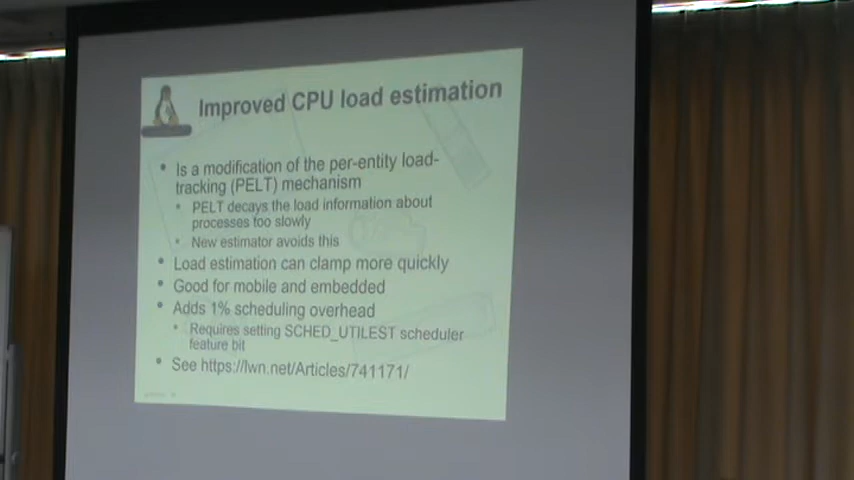 Improved CPU load estimation
• Is a modification of the per-entity load-
tracking (PELT) mechanism
• PELT decays the load information about
processes too slowly
• New estimator avoids this
• Load estimation can clamp more quickly
• Good for mobile and embedded
• Adds 1% scheduling overhead
• Requires setting SCHED_UTILEST scheduler
feature bit
• See https://lwn.net/Articles/741171/